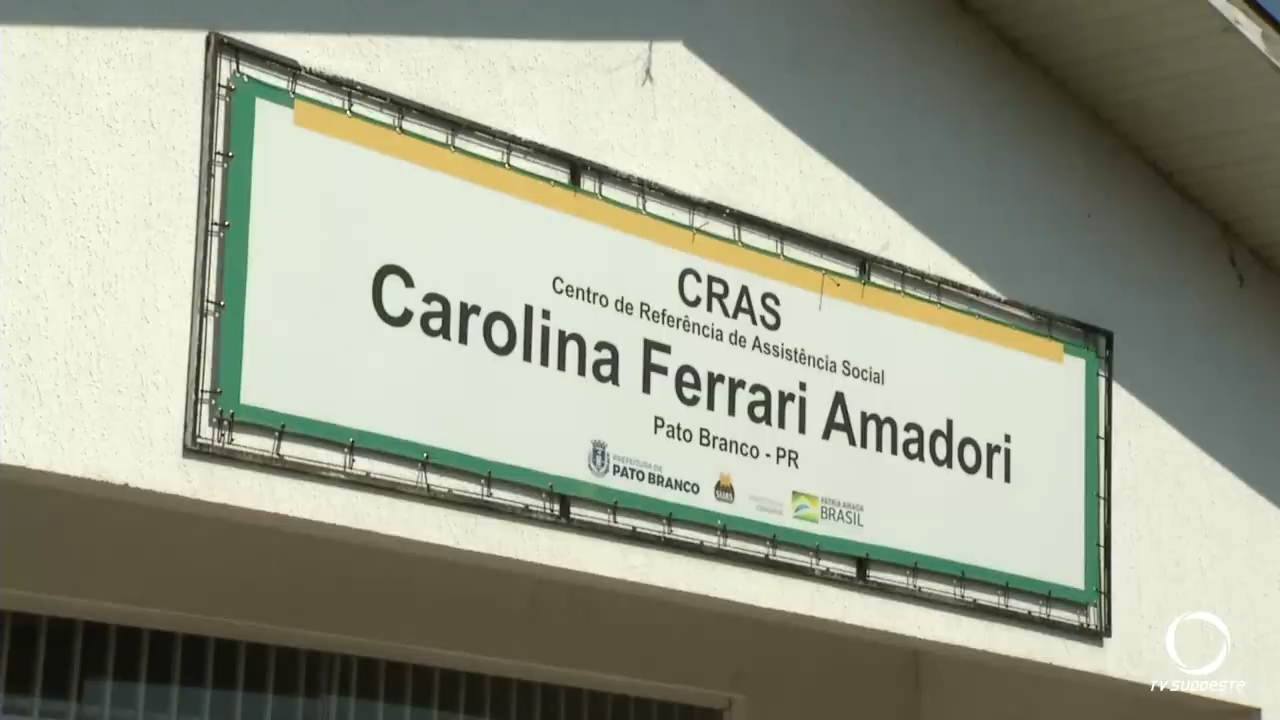 CRAS
Centro de Referência de Assistência Social
Carolina Ferrari Amadori
Pato Branco - PR
PREFEITURA DE
PATO BRANCO
SUAS
PÁTRIA AMADA
BRASIL
TV SUDOESTE